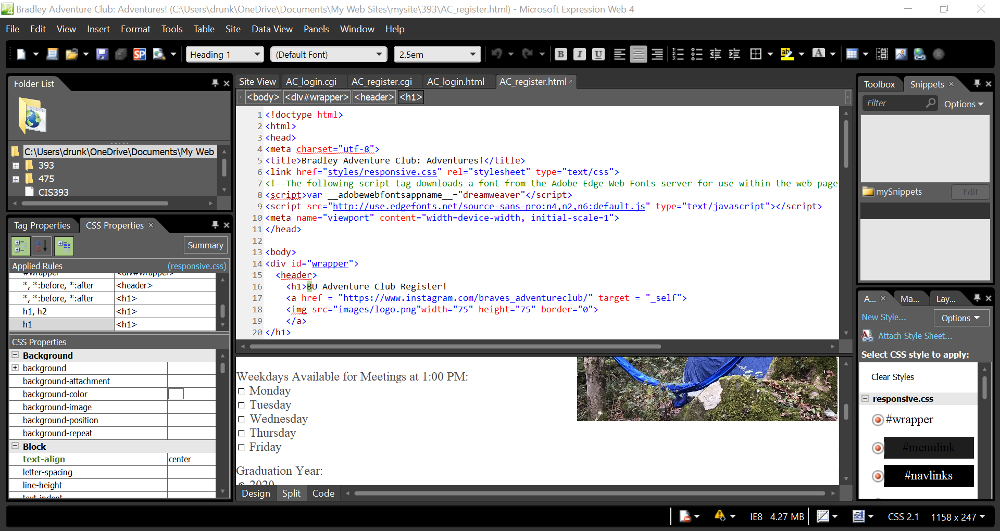 Bradley Adventure Club: Adventures! (C:\Users\drunk\OneDrive\Documents\My Web Sites\mysite\393\AC_register.html) - Microsoft Expression Web 4
File Edit View Insert Format Tools Table Site Data View Panels Window Help
SP Heading 1 (Default Font) 2.5em B I U ab A
Folder List
C:\Users\drunk\OneDrive\Documents\My Web
393
475
CIS393
Tag Properties CSS Properties
Summary
Applied Rules (responsive.css)
#wrapper <div#wrapper>
*, *:before, *:after <header>
*, *:before, *:after <h1>
h1, h2 <h1>
h1 <h1>
CSS Properties
Background
background
background-attachment
background-color
background-image
background-position
background-repeat
Block
text-align center
letter-spacing
line-height
text-indent
Site View AC_login.cgi AC_register.cgi AC_login.html AC_register.html
<body> <div#wrapper> <header> <h1>
1 <!doctype html>
2 <html>
3 <head>
4 <meta charset="utf-8">
5 <title>Bradley Adventure Club: Adventures!</title>
6 <link href="styles/responsive.css" rel="stylesheet" type="text/css">
7 <!--The following script tag downloads a font from the Adobe Edge Web Fonts server for use within the web page
8 <script>var __adobewebfontsappname__="dreamweaver"</script>
9 <script src="http://use.edgefonts.net/source-sans-pro:n4,n2,n6:default.js" type="text/javascript"></script>
10 <meta name="viewport" content="width=device-width, initial-scale=1">
11 </head>
12
13 <body>
14 <div id="wrapper">
15 <header>
16 <h1>BU Adventure Club Register!
17 <a href = "https://www.instagram.com/braves_adventureclub/" target = "_self">
18 <img src="images/logo.png"width="75" height="75" border="0">
19 </a>
20 </h1>
Weekdays Available for Meetings at 1:00 PM:
Monday
Tuesday
Wednesday
Thursday
Friday
Graduation Year:
2020
Design Split Code
Toolbox Snippets
Filter Options
mySnippets Edit
A... Ma... Lay...
New Style... Options
Attach Style Sheet...
Select CSS style to apply:
Clear Styles
responsive.css
#wrapper
#menulink
#navlinks
IE8 4.27 MB CSS 2.1 1158 x 247